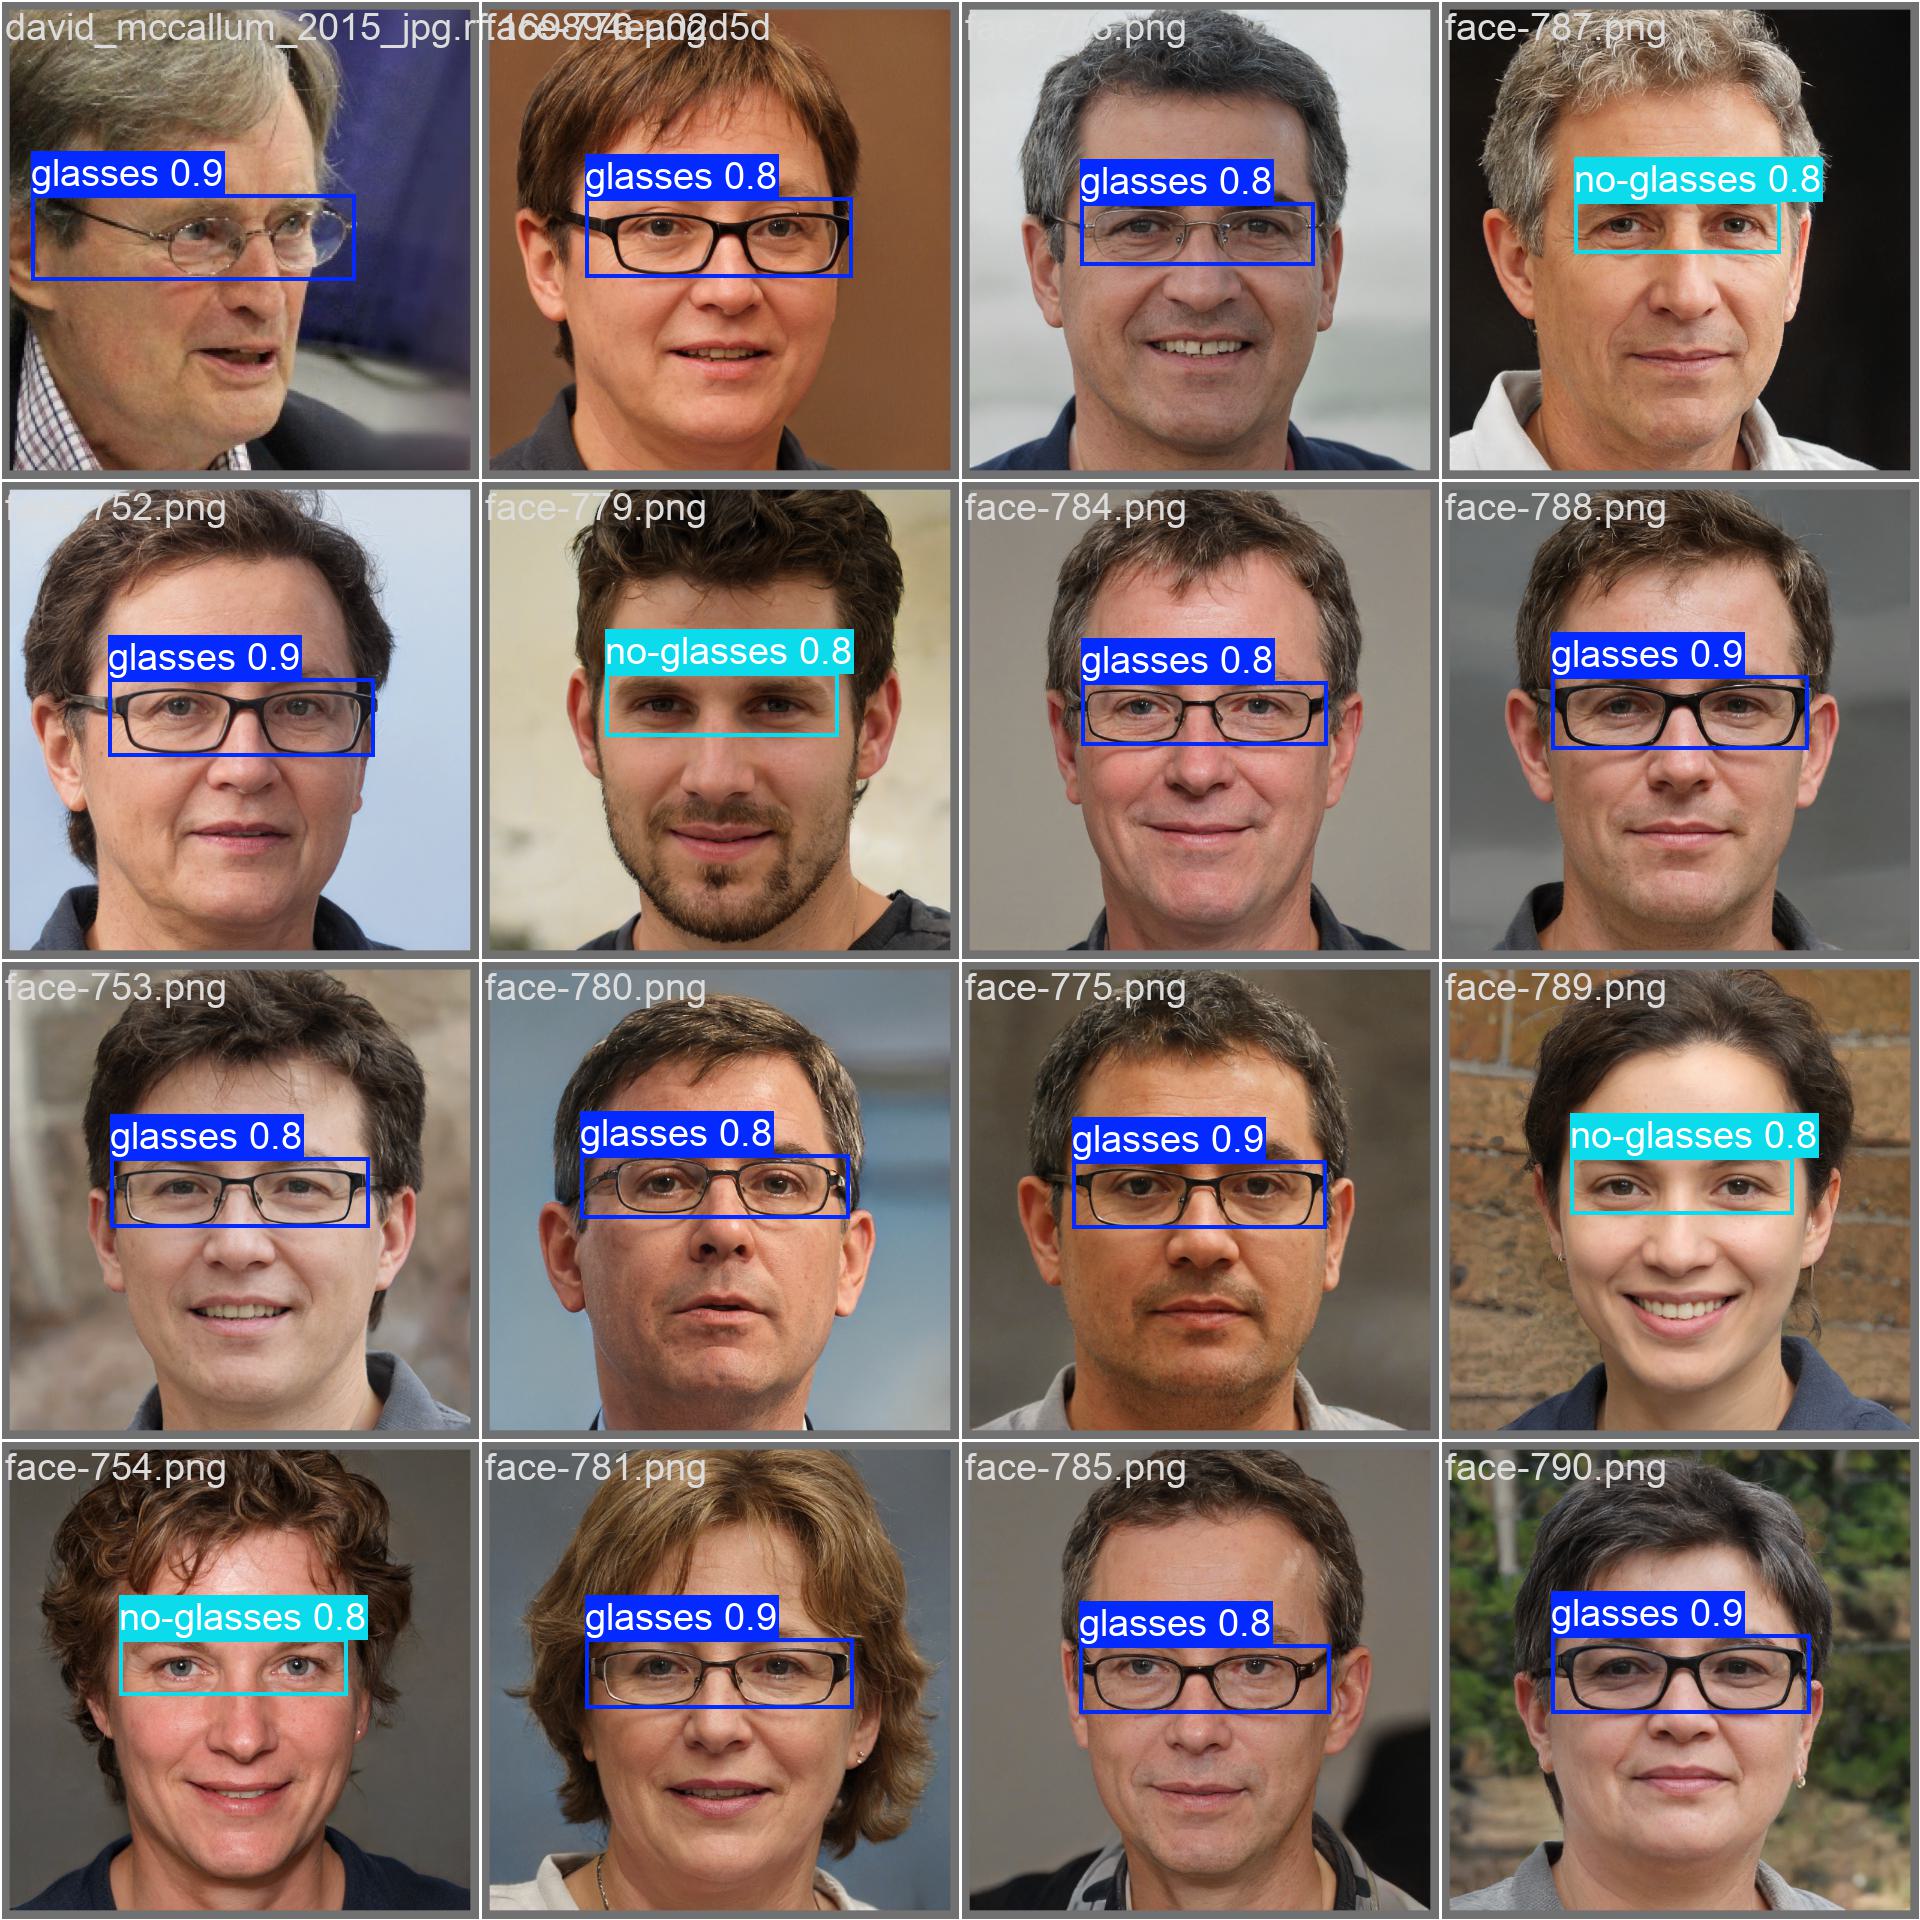 david_mccallum_2015_jpg.rf
glasses 0.9
glasses 0.8
glasses 0.8
face-787.png
no-glasses 0.8
752.png
glasses 0.9
face-779.png
no-glasses 0.8
face-784.png
glasses 0.8
face-788.png
glasses 0.9
face-753.png
glasses 0.8
face-780.png
glasses 0.8
face-775.png
glasses 0.9
face-789.png
no-glasses 0.8
face-754.png
no-glasses 0.8
face-781.png
glasses 0.9
face-785.png
glasses 0.8
face-790.png
glasses 0.9